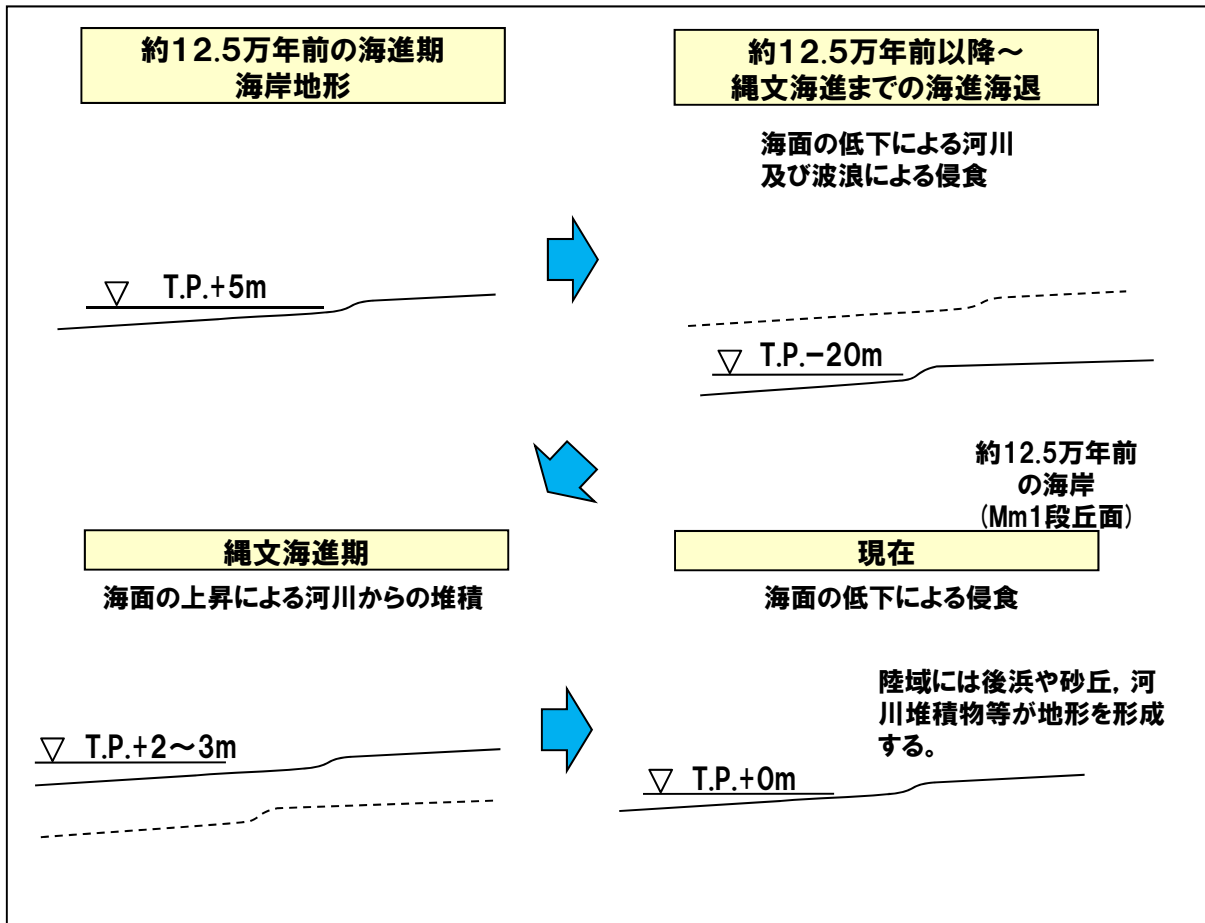 約12.5万年前の海進期
海岸地形
▽ T.P.+5m
約12.5万年前以降～
縄文海進までの海進海退
海面の低下による河川
及び波浪による侵食
▽ T.P.−20m
縄文海進期
海面の上昇による河川からの堆積
▽ T.P.+2～3m
約12.5万年前
の海岸
(Mm1段丘面)
現在
海面の低下による侵食
陸域には後浜や砂丘，河
川堆積物等が地形を形成
する。
▽ T.P.+0m